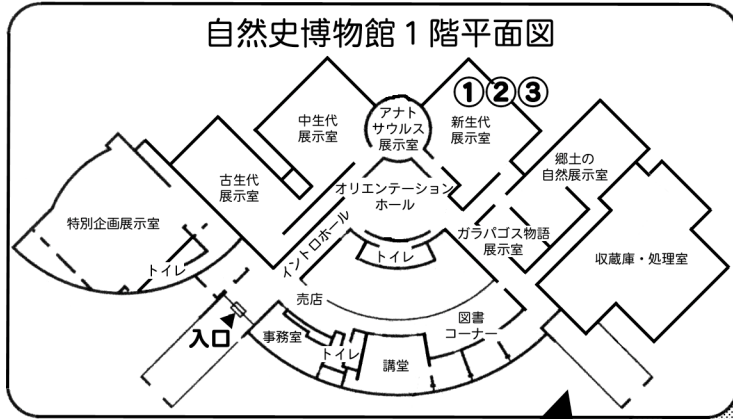 自然史博物館1階平面図
①②③
アナト
サウルス
展示室
中生代
展示室
新生代
展示室
郷土の
自然展示室
古生代
展示室
オリエンテーション
ホール
特別企画展示室
イントロホール
ガラパゴス物語
展示室
収蔵庫・処理室
トイレ
トイレ
売店
図書
コーナー
入口
事務室
トイレ
講堂